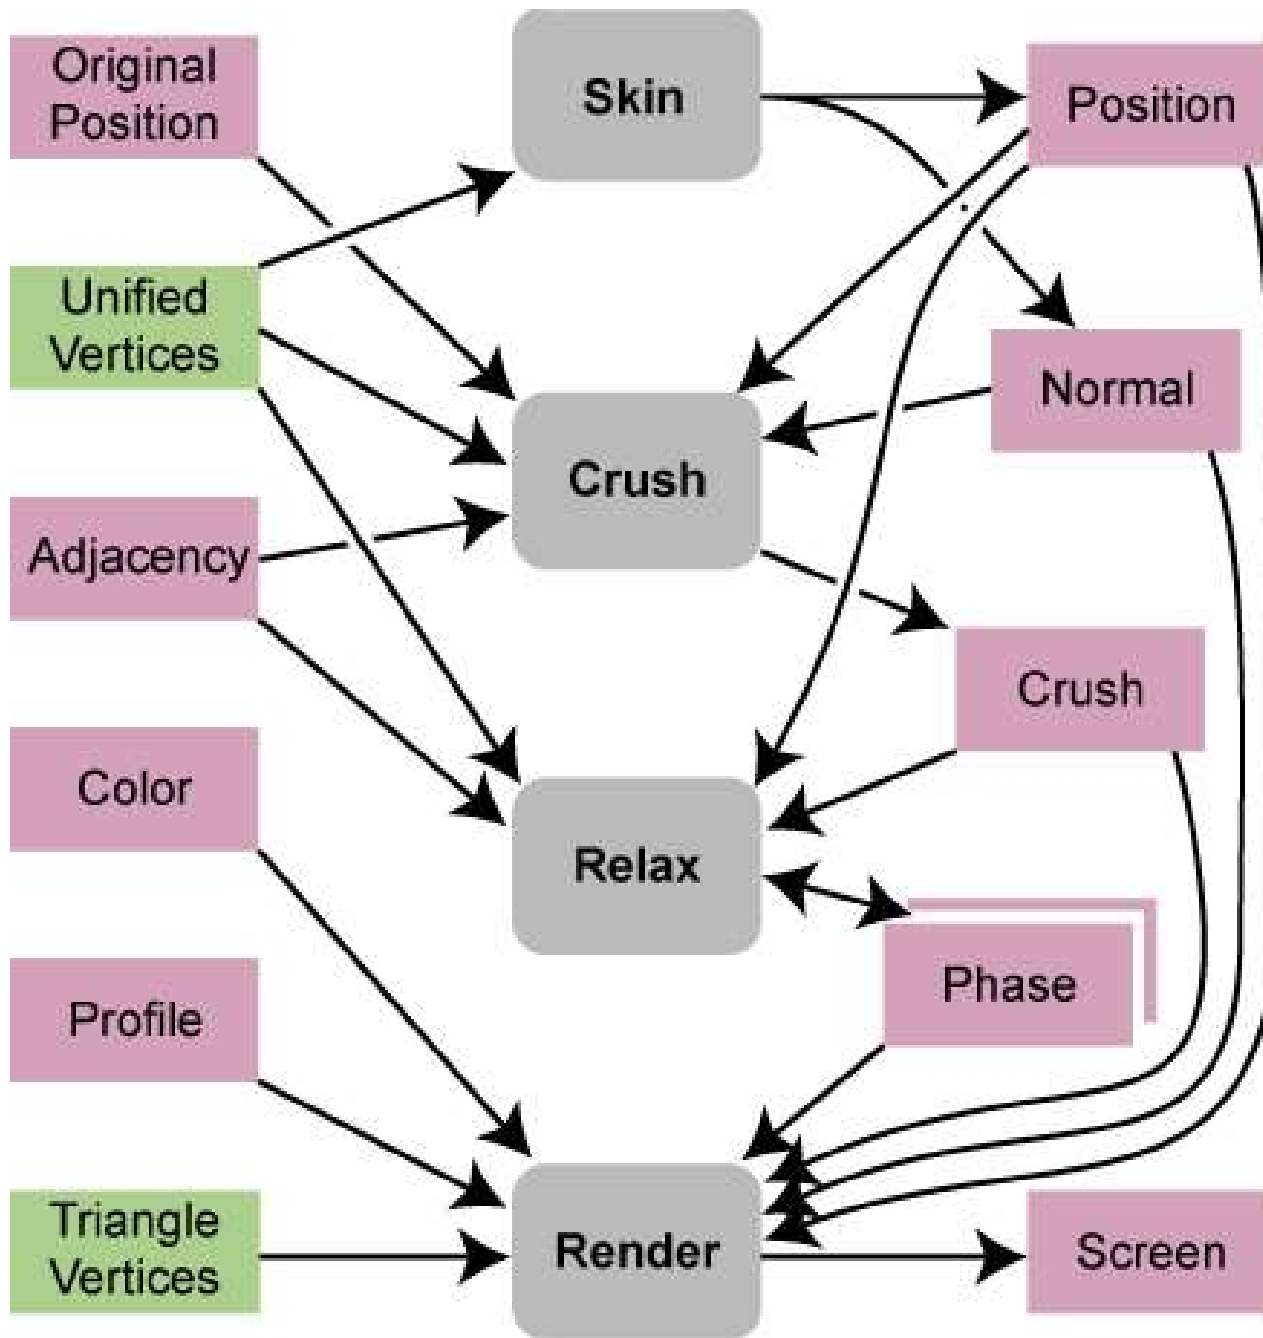 Original
Position
Skin
Position
Unified
Vertices
Normal
Crush
Adjacency
Crush
Color
Relax
Phase
Profile
Triangle
Vertices
Render
Screen